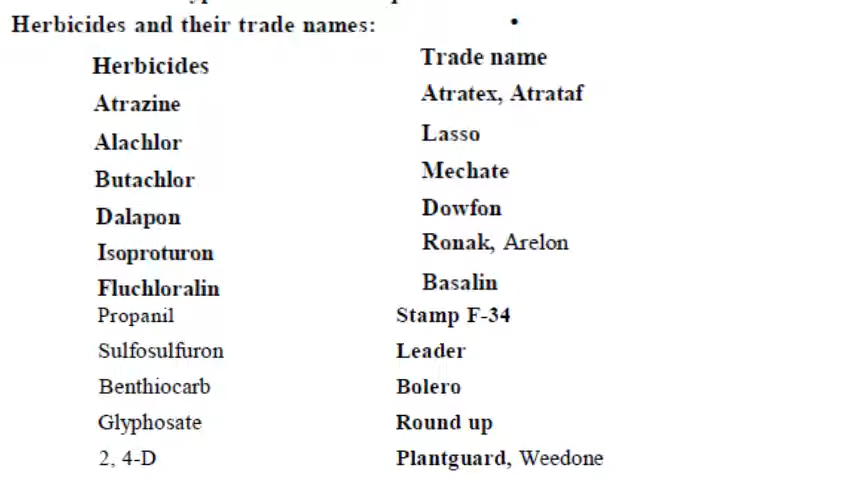 Herbicides and their trade names: •
Herbicides Trade name
Atrazine Atratex, Atrataf
Alachlor Lasso
Butachlor Mechate
Dalapon Dowfon
Isoproturon Ronak, Arelon
Fluchloralin Basalin
Propanil Stamp F-34
Sulfosulfuron Leader
Benthiocarb Bolero
Glyphosate Round up
2, 4-D Plantguard, Weedone